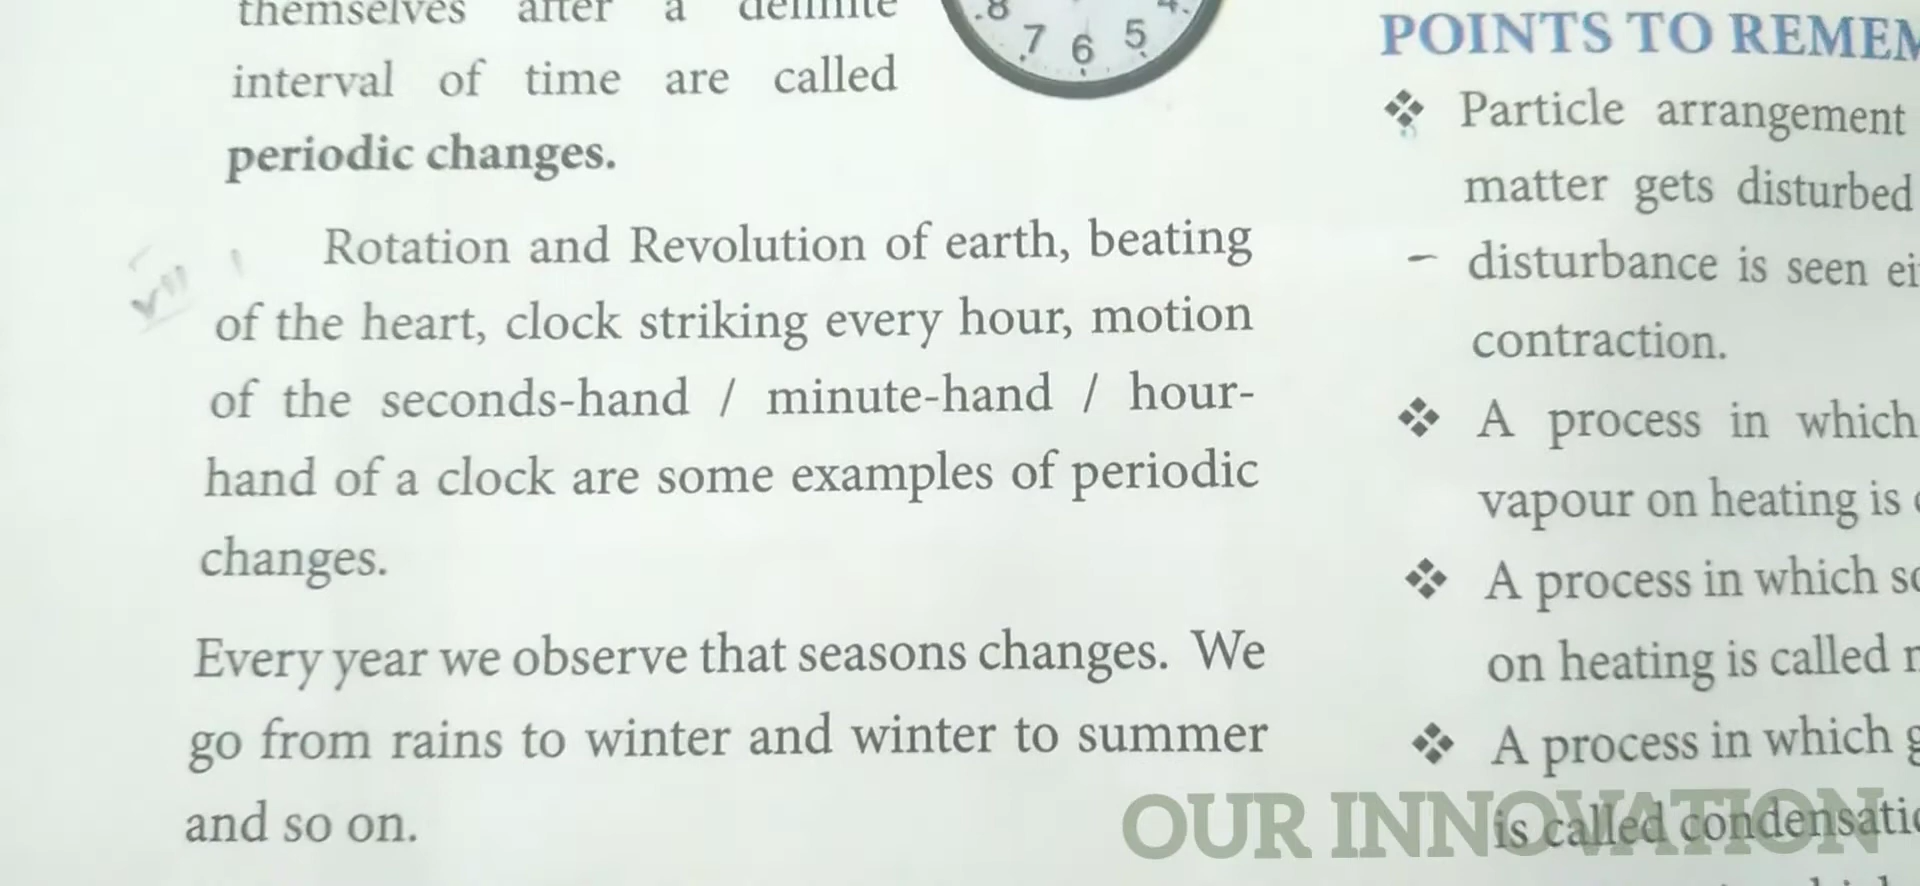 themselves after a definite
interval of time are called
periodic changes.
8 7 6 5 4
Rotation and Revolution of earth, beating
of the heart, clock striking every hour, motion
of the seconds-hand / minute-hand / hour-
hand of a clock are some examples of periodic
changes.
Every year we observe that seasons changes. We
go from rains to winter and winter to summer
and so on.
POINTS TO REMEM
Particle arrangement
matter gets disturbed
disturbance is seen ei
contraction.
A process in which
vapour on heating is
A process in which so
on heating is called
A process in which g
is called condensatio
OUR INNOVATION